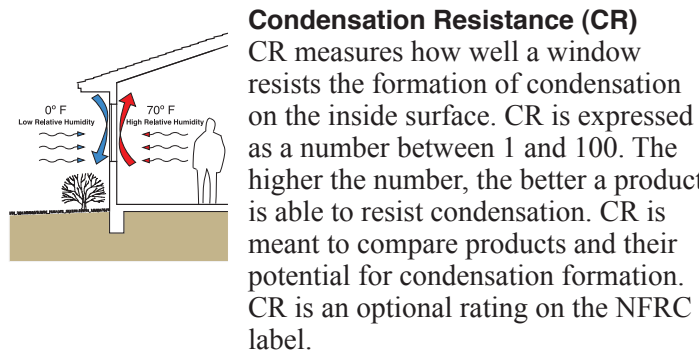 Condensation Resistance (CR)
CR measures how well a window
resists the formation of condensation
on the inside surface. CR is expressed
as a number between 1 and 100. The
higher the number, the better a product
is able to resist condensation. CR is
meant to compare products and their
potential for condensation formation.
CR is an optional rating on the NFRC
label.
0º F
Low Relative Humidity
70º F
High Relative Humidity